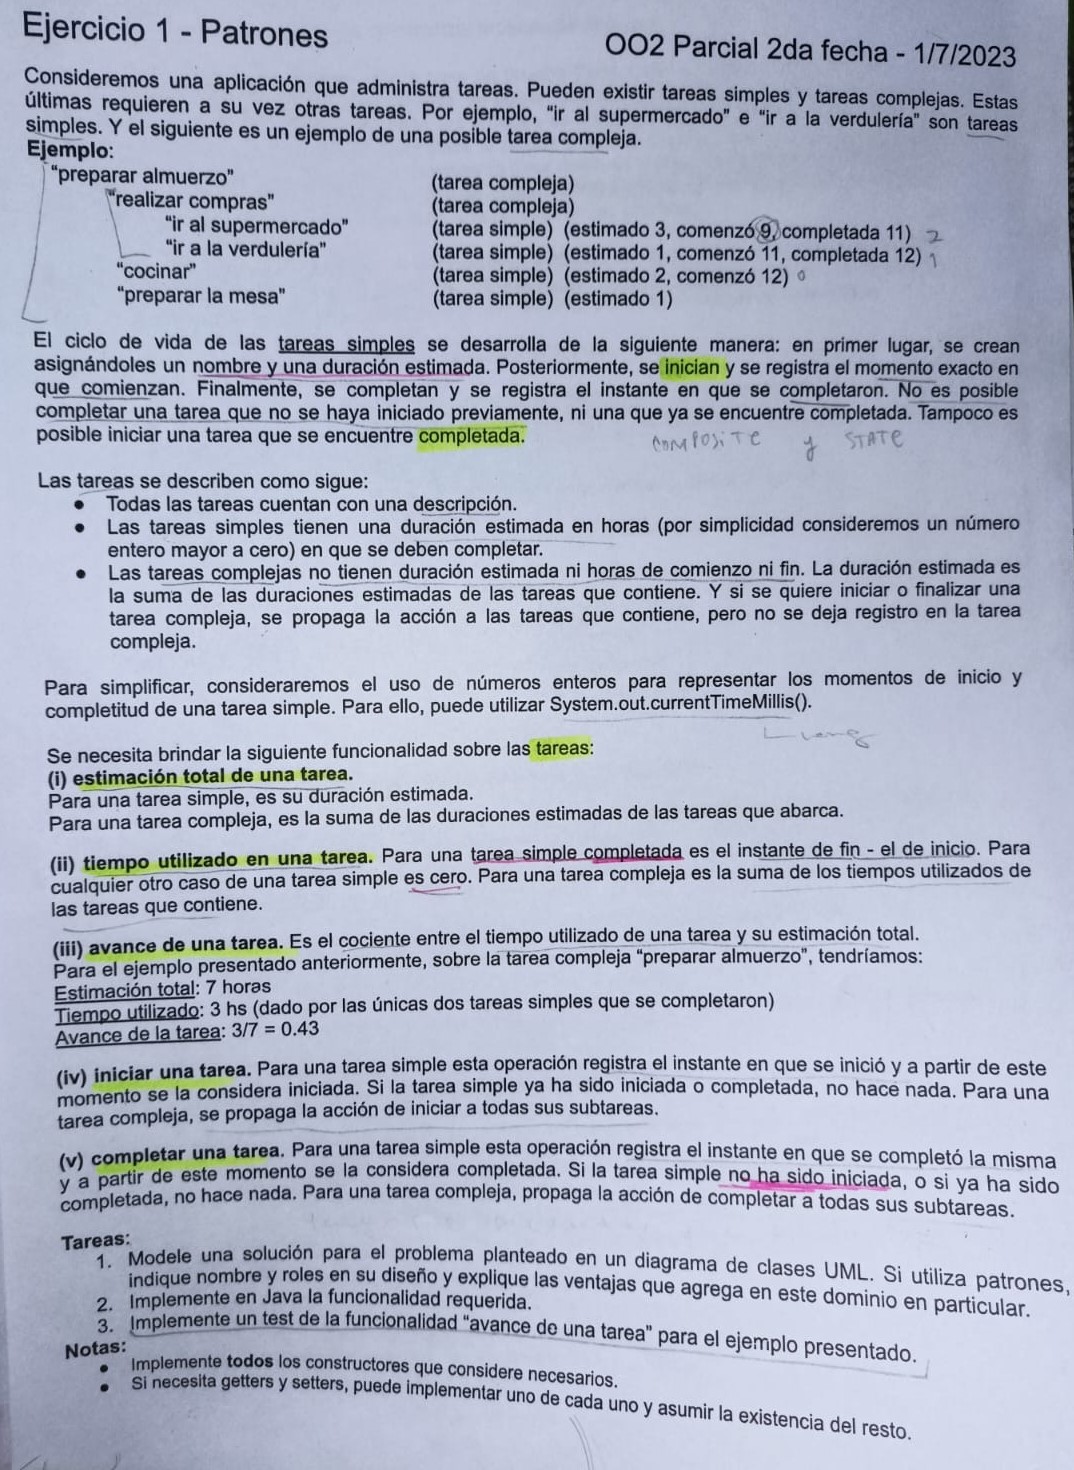 Ejercicio 1 - Patrones
OO2 Parcial 2da fecha - 1/7/2023
Consideremos una aplicación que administra tareas. Pueden existir tareas simples y tareas complejas. Estas
últimas requieren a su vez otras tareas. Por ejemplo, "ir al supermercado" e "ir a la verdulería" son tareas
simples. Y el siguiente es un ejemplo de una posible tarea compleja.
Ejemplo:
"preparar almuerzo" (tarea compleja)
"realizar compras" (tarea compleja)
"ir al supermercado" (tarea simple) (estimado 3, comenzó 9, completada 11) 2
"ir a la verdulería" (tarea simple) (estimado 1, comenzó 11, completada 12) 1
"cocinar" (tarea simple) (estimado 2, comenzó 12) 0
"preparar la mesa" (tarea simple) (estimado 1)
El ciclo de vida de las tareas simples se desarrolla de la siguiente manera: en primer lugar, se crean
asignándoles un nombre y una duración estimada. Posteriormente, se inician y se registra el momento exacto en
que comienzan. Finalmente, se completan y se registra el instante en que se completaron. No es posible
completar una tarea que no se haya iniciado previamente, ni una que ya se encuentre completada. Tampoco es
posible iniciar una tarea que se encuentre completada.
COMPOSITE y STATE
Las tareas se describen como sigue:
• Todas las tareas cuentan con una descripción.
• Las tareas simples tienen una duración estimada en horas (por simplicidad consideremos un número
entero mayor a cero) en que se deben completar.
• Las tareas complejas no tienen duración estimada ni horas de comienzo ni fin. La duración estimada es
la suma de las duraciones estimadas de las tareas que contiene. Y si se quiere iniciar o finalizar una
tarea compleja, se propaga la acción a las tareas que contiene, pero no se deja registro en la tarea
compleja.
Para simplificar, consideraremos el uso de números enteros para representar los momentos de inicio y
completitud de una tarea simple. Para ello, puede utilizar System.out.currentTimeMillis().
Se necesita brindar la siguiente funcionalidad sobre las tareas:
(i) estimación total de una tarea.
Para una tarea simple, es su duración estimada.
Para una tarea compleja, es la suma de las duraciones estimadas de las tareas que abarca.
(ii) tiempo utilizado en una tarea. Para una tarea simple completada es el instante de fin - el de inicio. Para
cualquier otro caso de una tarea simple es cero. Para una tarea compleja es la suma de los tiempos utilizados de
las tareas que contiene.
(iii) avance de una tarea. Es el cociente entre el tiempo utilizado de una tarea y su estimación total.
Para el ejemplo presentado anteriormente, sobre la tarea compleja "preparar almuerzo", tendríamos:
Estimación total: 7 horas
Tiempo utilizado: 3 hs (dado por las únicas dos tareas simples que se completaron)
Avance de la tarea: 3/7 = 0.43
(iv) iniciar una tarea. Para una tarea simple esta operación registra el instante en que se inició y a partir de este
momento se la considera iniciada. Si la tarea simple ya ha sido iniciada o completada, no hace nada. Para una
tarea compleja, se propaga la acción de iniciar a todas sus subtareas.
(v) completar una tarea. Para una tarea simple esta operación registra el instante en que se completó la misma
y a partir de este momento se la considera completada. Si la tarea simple no ha sido iniciada, o si ya ha sido
completada, no hace nada. Para una tarea compleja, propaga la acción de completar a todas sus subtareas.
Tareas:
1. Modele una solución para el problema planteado en un diagrama de clases UML. Si utiliza patrones,
indique nombre y roles en su diseño y explique las ventajas que agrega en este dominio en particular.
2. Implemente en Java la funcionalidad requerida.
3. Implemente un test de la funcionalidad "avance de una tarea" para el ejemplo presentado.
Notas:
• Implemente todos los constructores que considere necesarios.
• Si necesita getters y setters, puede implementar uno de cada uno y asumir la existencia del resto.